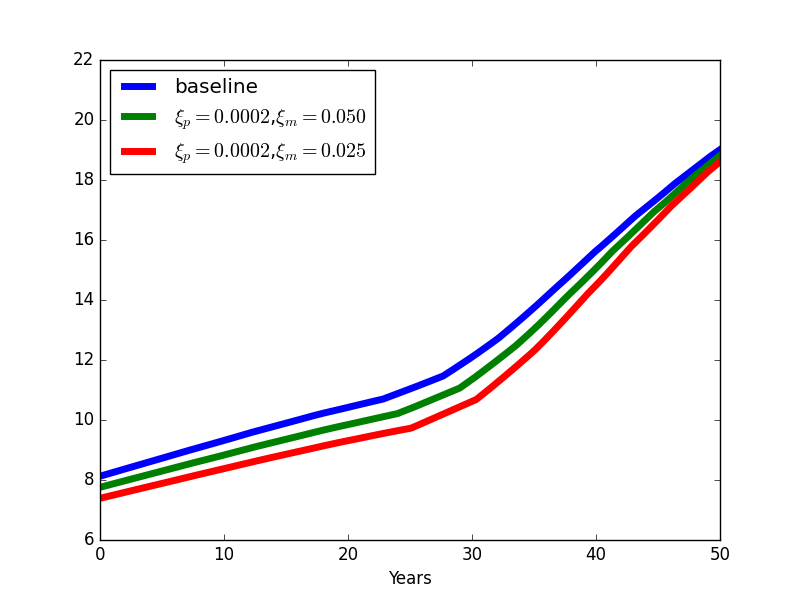 22
20
18
16
14
12
10
8
6
baseline
ξp = 0.0002,ξm = 0.050
ξp = 0.0002,ξm = 0.025
0 10 20 30 40 50
Years